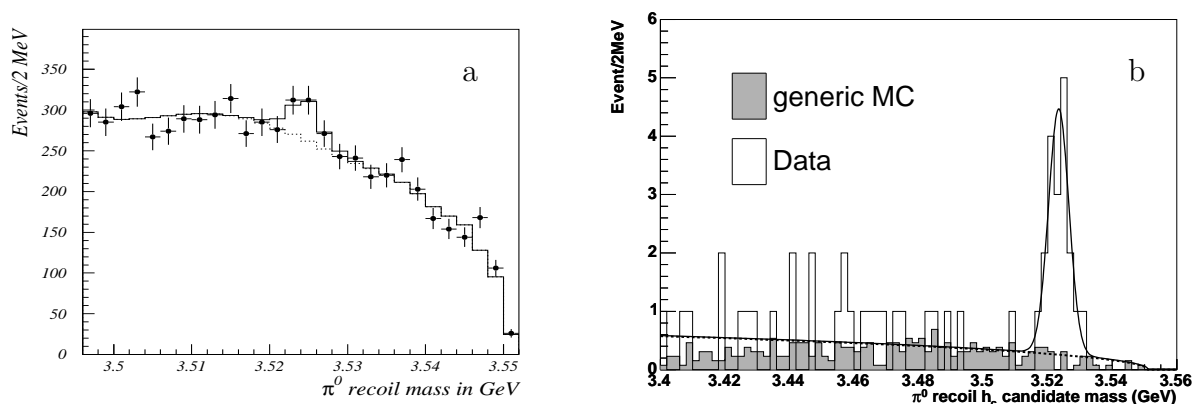 Events/2 MeV
350
300
250
200
150
100
50
0
a
3.5 3.51 3.52 3.53 3.54 3.55
π⁰ recoil mass in GeV
Event/2MeV
6
5
4
3
2
1
0
b
generic MC
Data
3.4 3.42 3.44 3.46 3.48 3.5 3.52 3.54 3.56
π⁰ recoil h_c candidate mass (GeV)